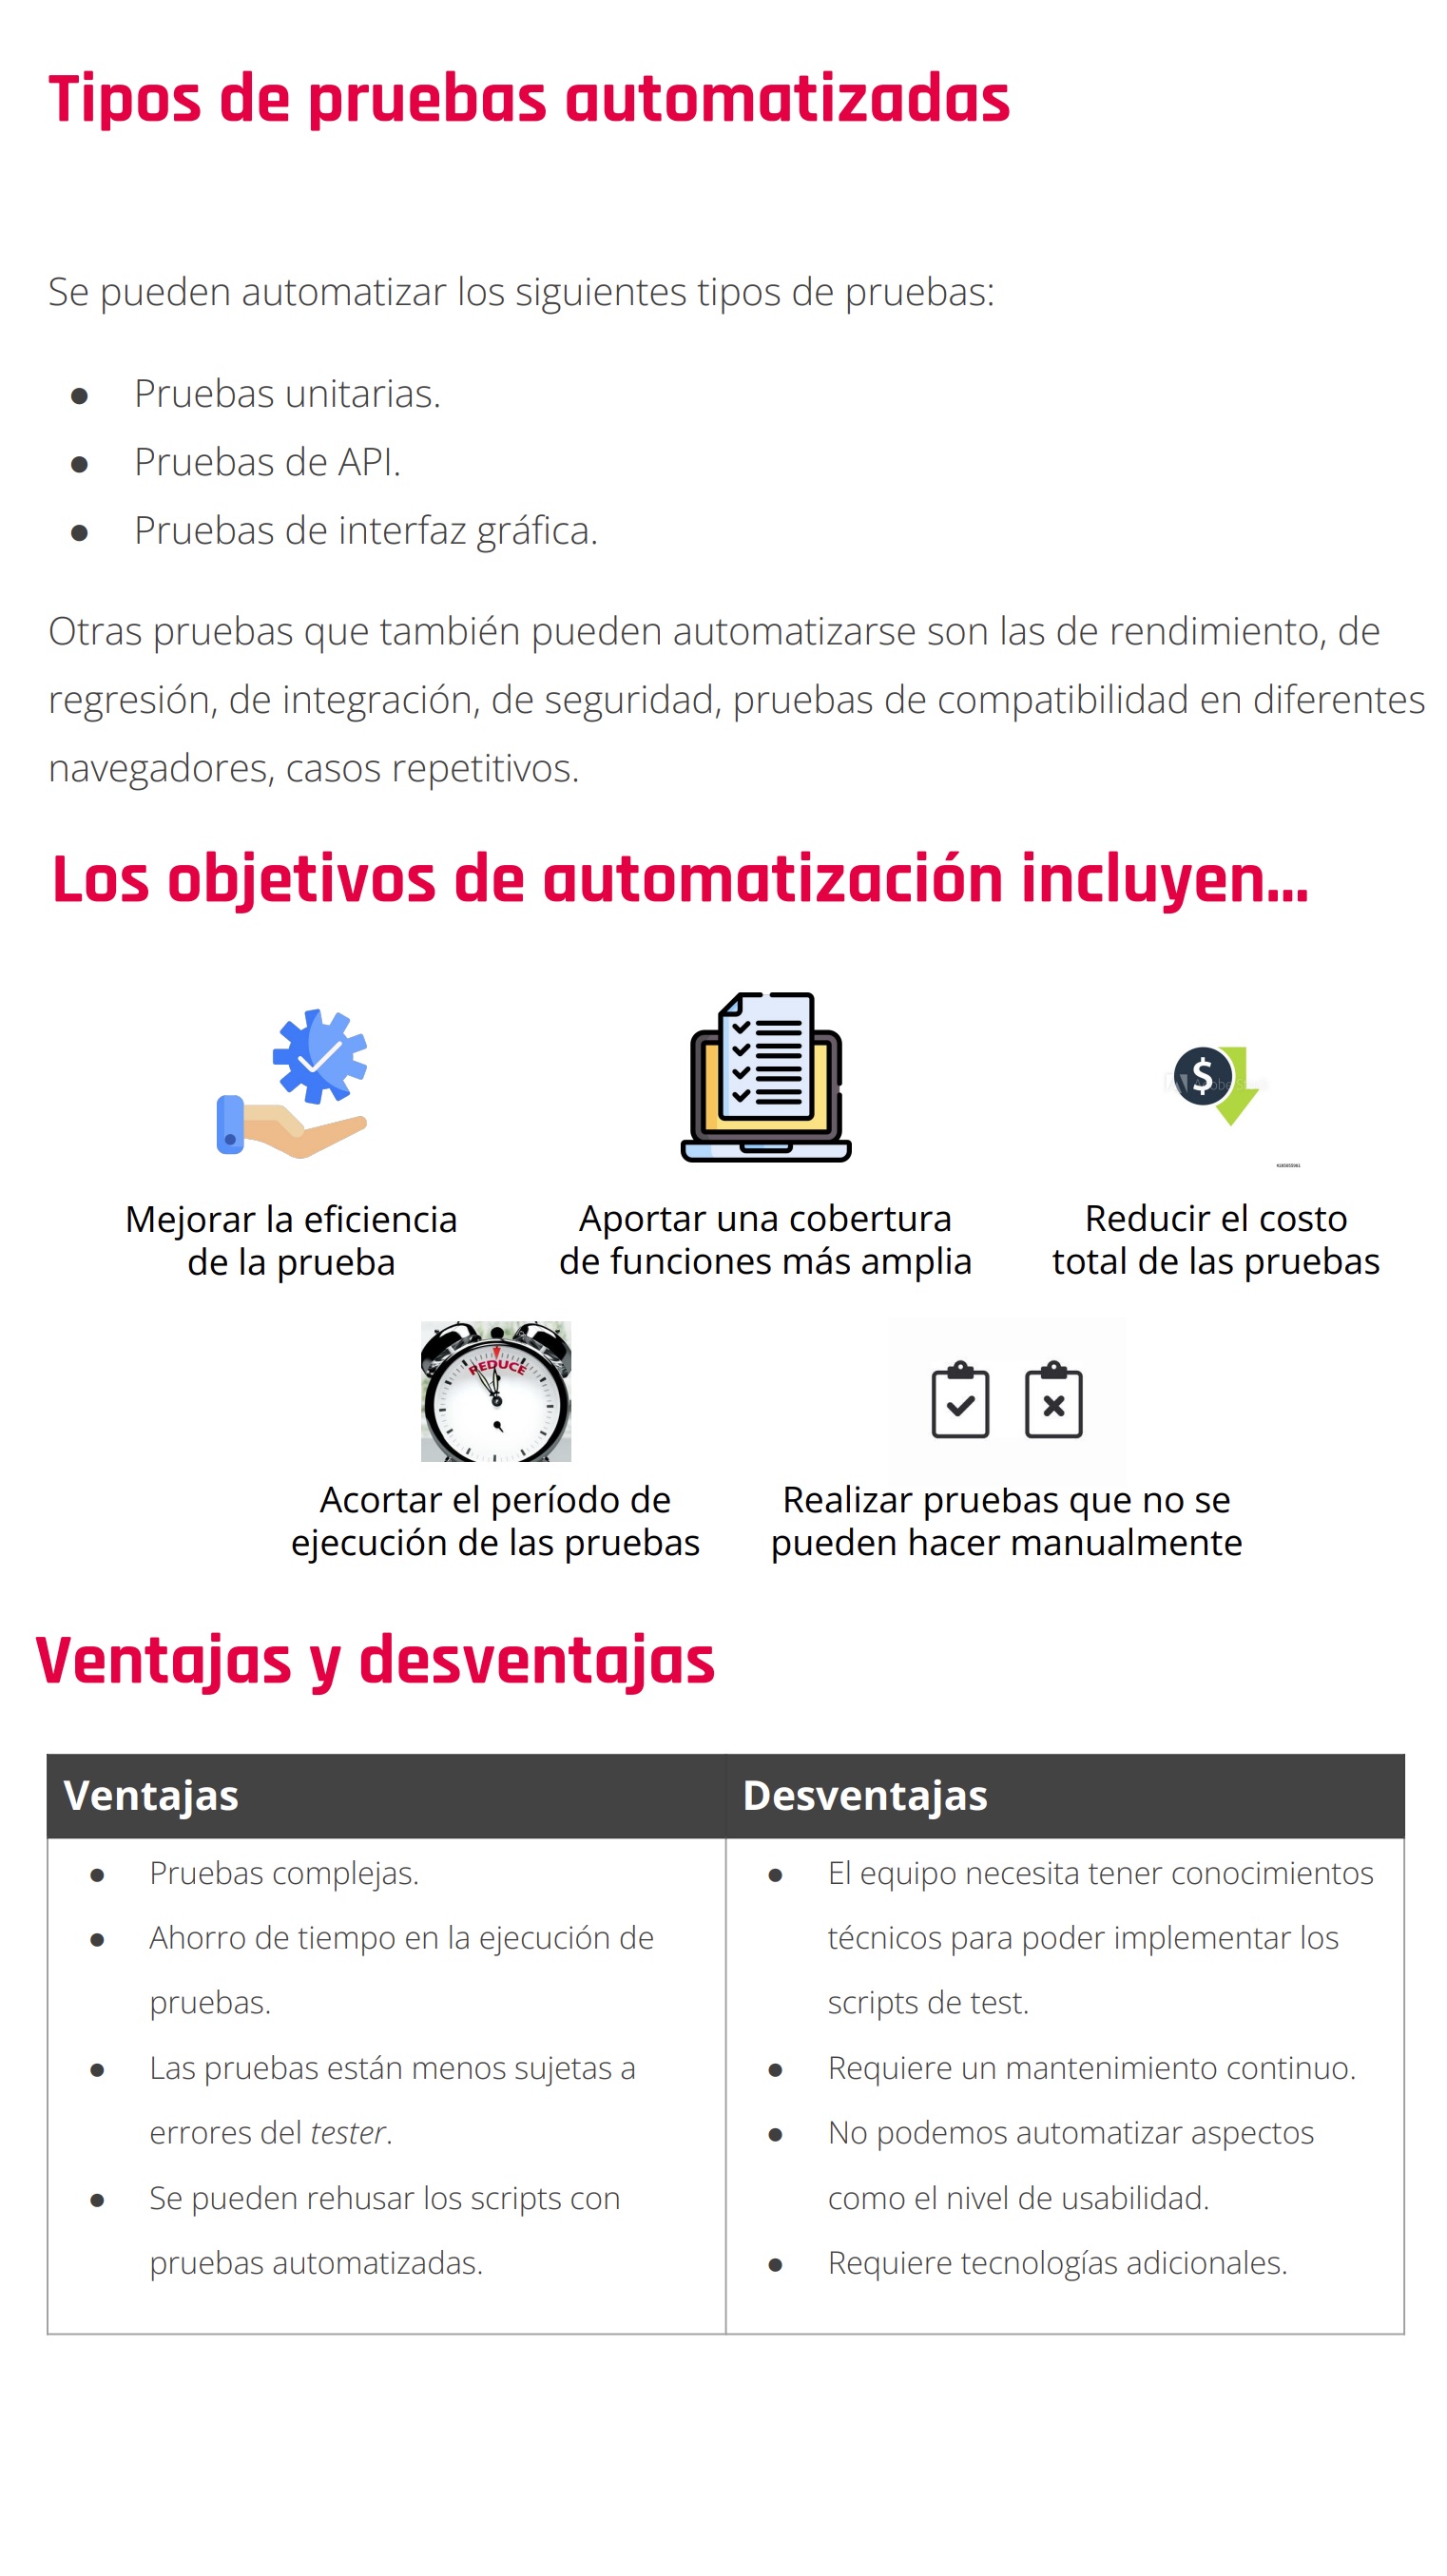 Tipos de pruebas automatizadas
Se pueden automatizar los siguientes tipos de pruebas:
● Pruebas unitarias.
● Pruebas de API.
● Pruebas de interfaz gráfica.
Otras pruebas que también pueden automatizarse son las de rendimiento, de
regresión, de integración, de seguridad, pruebas de compatibilidad en diferentes
navegadores, casos repetitivos.
Los objetivos de automatización incluyen...
$
Mejorar la eficiencia
de la prueba
Aportar una cobertura
de funciones más amplia
Reducir el costo
total de las pruebas
REDUCE
Acortar el período de
ejecución de las pruebas
Realizar pruebas que no se
pueden hacer manualmente
Ventajas y desventajas
Ventajas
● Pruebas complejas.
● Ahorro de tiempo en la ejecución de
pruebas.
● Las pruebas están menos sujetas a
errores del tester.
● Se pueden rehusar los scripts con
pruebas automatizadas.
Desventajas
● El equipo necesita tener conocimientos
técnicos para poder implementar los
scripts de test.
● Requiere un mantenimiento continuo.
● No podemos automatizar aspectos
como el nivel de usabilidad.
● Requiere tecnologías adicionales.